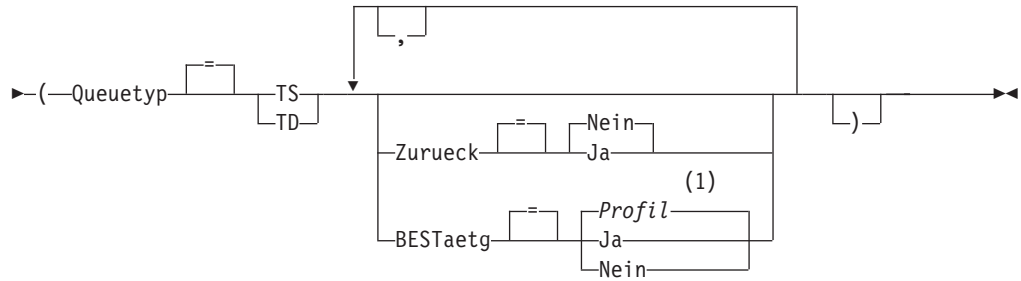 ,
=
( Queuetyp TS )
TD
= Nein
Zurueck Ja
(1)
= Profil
BESTaetg Ja
Nein